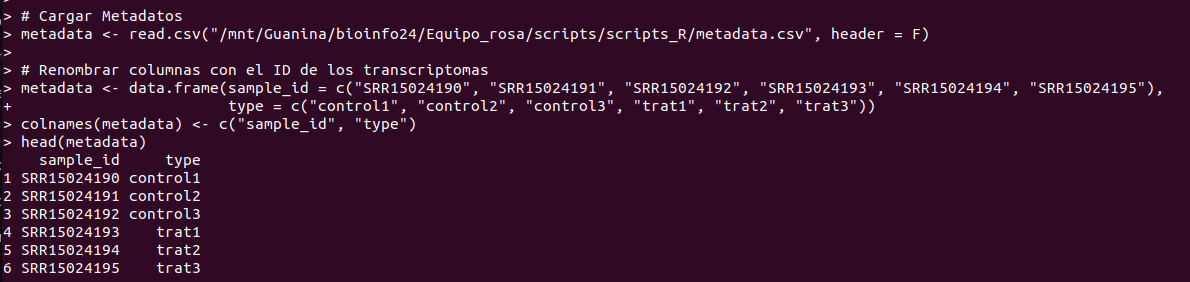 > # Cargar Metadatos
> metadata <- read.csv("/mnt/Guanina/bioinfo24/Equipo_rosa/scripts/scripts_R/metadata.csv", header = F)
>
> # Renombrar columnas con el ID de los transcriptomas
> metadata <- data.frame(sample_id = c("SRR15024190", "SRR15024191", "SRR15024192", "SRR15024193", "SRR15024194", "SRR15024195"),
+                        type = c("control1", "control2", "control3", "trat1", "trat2", "trat3"))
> colnames(metadata) <- c("sample_id", "type")
> head(metadata)
    sample_id     type
1 SRR15024190 control1
2 SRR15024191 control2
3 SRR15024192 control3
4 SRR15024193    trat1
5 SRR15024194    trat2
6 SRR15024195    trat3